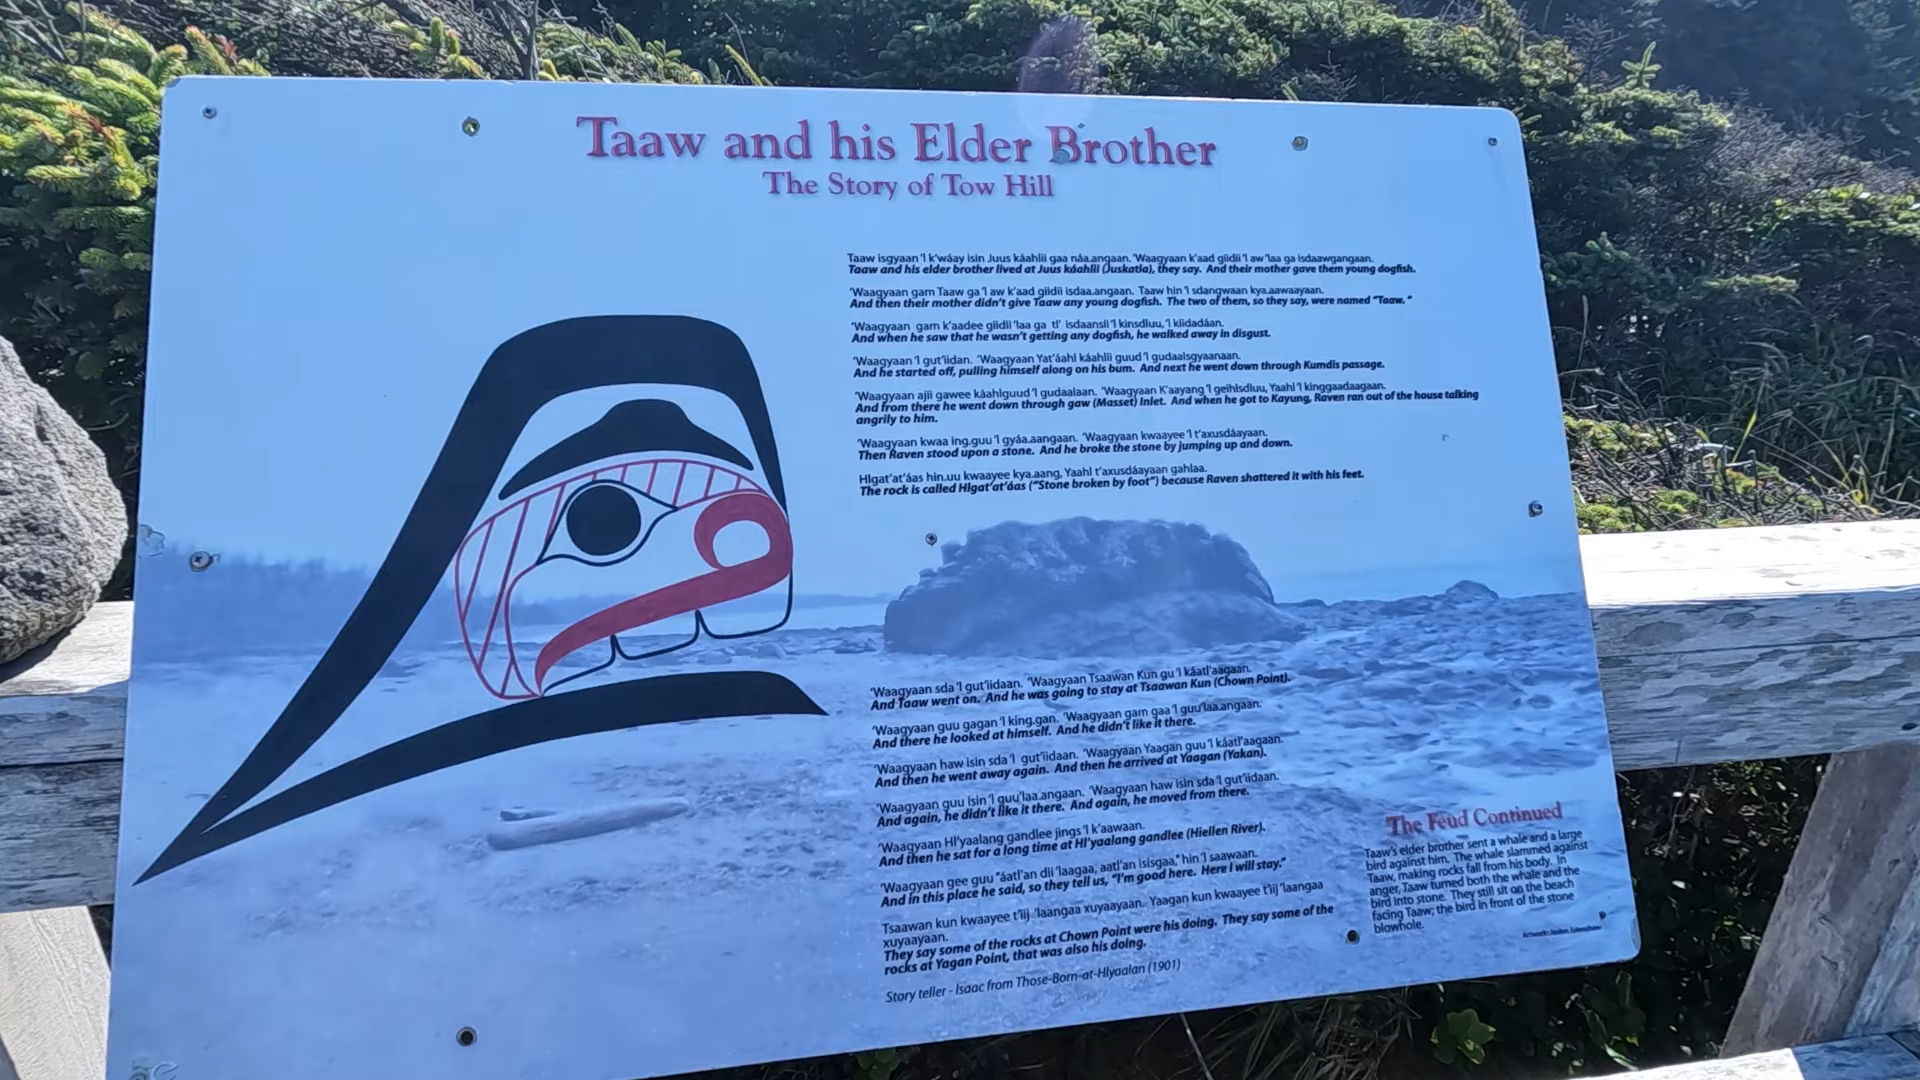 Taaw and his Elder Brother
The Story of Tow Hill
Taaw isgyaan 'l k'wáay isin Juus káahlii gaa náa.angaan. 'Waagyaan k'aad giidii 'l aw 'laa ga isdaawgangaan.
Taaw and his elder brother lived at Juus káahlii (Juskatla), they say. And their mother gave them young dogfish.
'Waagyaan gam Taaw ga 'l aw k'aad giidii isdaa.angaan. Taaw hin 'l sdangwaan kya.aawaayaan.
And then their mother didn't give Taaw any young dogfish. The two of them, so they say, were named "Taaw."
'Waagyaan gam k'aadee giidii 'laa ga tl' isdaansii 'l kinsdluu, 'l kiidadáan.
And when he saw that he wasn't getting any dogfish, he walked away in disgust.
'Waagyaan 'l gut'iidan. 'Waagyaan Yat'áahl káahlii guud 'l gudaalsgyaanaan.
And he started off, pulling himself along on his bum. And next he went down through Kumdis passage.
'Waagyaan ajii gawee káahlguud 'l gudaalaan. 'Waagyaan K'aayang 'l geihlsdluu, Yaahl 'l kinggaadaagaan.
And from there he went down through gaw (Masset) Inlet. And when he got to Kayung, Raven ran out of the house talking
angrily to him.
'Waagyaan kwaa ing.guu 'l gyáa.aangaan. 'Waagyaan kwaayee 'l t'axusdáayaan.
Then Raven stood upon a stone. And he broke the stone by jumping up and down.
Hlgat'at'áas hin.uu kwaayee kya.aang, Yaahl t'axusdáayaan gahlaa.
The rock is called Hlgat'at'áas ("Stone broken by foot") because Raven shattered it with his feet.
'Waagyaan sda 'l gut'iidaan. 'Waagyaan Tsaawan Kun gu 'l káatl'aagaan.
And Taaw went on. And he was going to stay at Tsaawan Kun (Chown Point).
'Waagyaan guu gagan 'l king.gan. 'Waagyaan gam gaa 'l guu'laa.angaan.
And there he looked at himself. And he didn't like it there.
'Waagyaan haw isin sda 'l gut'iidaan. 'Waagyaan Yaagan guu 'l káatl'aagaan.
And then he went away again. And then he arrived at Yaagan (Yakan).
'Waagyaan guu isin 'l guu'laa.angaan. 'Waagyaan haw isin sda 'l gut'iidaan.
And again, he didn't like it there. And again, he moved from there.
'Waagyaan Hl'yaalang gandlee jings 'l k'aawaan.
And then he sat for a long time at Hl'yaalang gandlee (Hiellen River).
'Waagyaan gee guu "áatl'an dii 'laagaa, aatl'an isisgaa," hin 'l saawaan.
And in this place he said, so they tell us, "I'm good here. Here I will stay."
Tsaawan kun kwaayee t'iij 'laangaa xuyaayaan. Yaagan kun kwaayee t'iij 'laangaa
xuyaayaan.
They say some of the rocks at Chown Point were his doing. They say some of the
rocks at Yagan Point, that was also his doing.
Story teller - Isaac from Those-Born-at-Hlyaalan (1901)
The Feud Continued
Taaw's elder brother sent a whale and a large
bird against him. The whale slammed against
Taaw, making rocks fall from his body. In
anger, Taaw turned both the whale and the
bird into stone. They still sit on the beach
facing Taaw; the bird in front of the stone
blowhole.
Artwork: